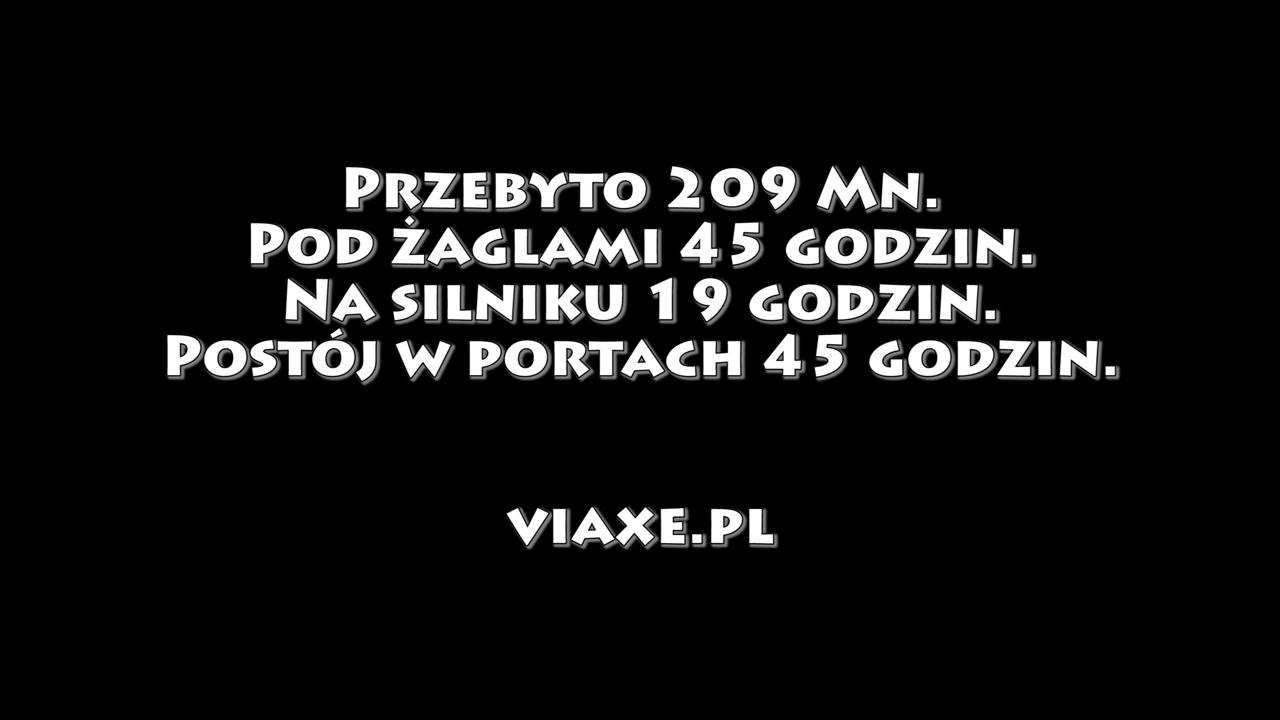 Przebyto 209 Mn.
Pod żaglami 45 godzin.
Na silniku 19 godzin.
Postój w portach 45 godzin.
viaxe.pl